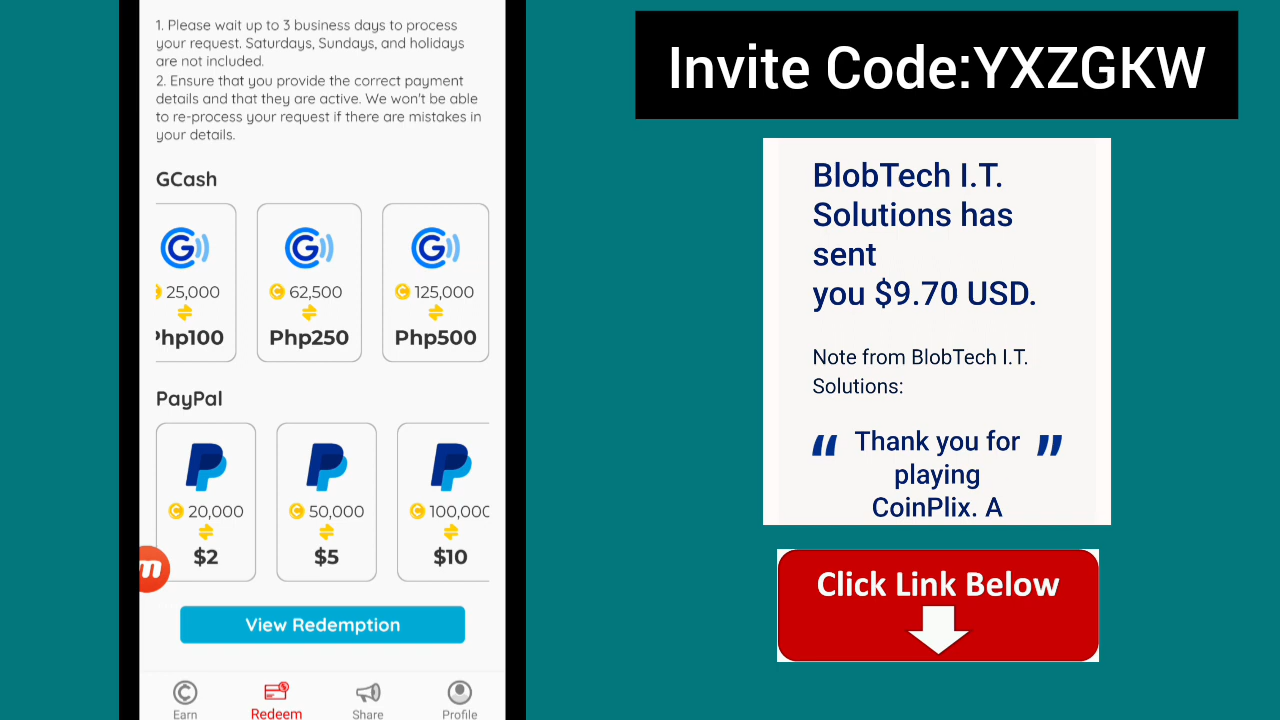 1. Please wait up to 3 business days to process
your request. Saturdays, Sundays, and holidays
are not included.
2. Ensure that you provide the correct payment
details and that they are active. We won't be able
to re-process your request if there are mistakes in
your details.
GCash
25,000
62,500
125,000
Php100
Php250
Php500
PayPal
20,000
50,000
100,000
$2
$5
$10
View Redemption
Earn
Redeem
Share
Profile
Invite Code:YXZGKW
BlobTech I.T.
Solutions has
sent
you $9.70 USD.
Note from BlobTech I.T.
Solutions:
“ Thank you for ”
playing
CoinPlix. A
Click Link Below